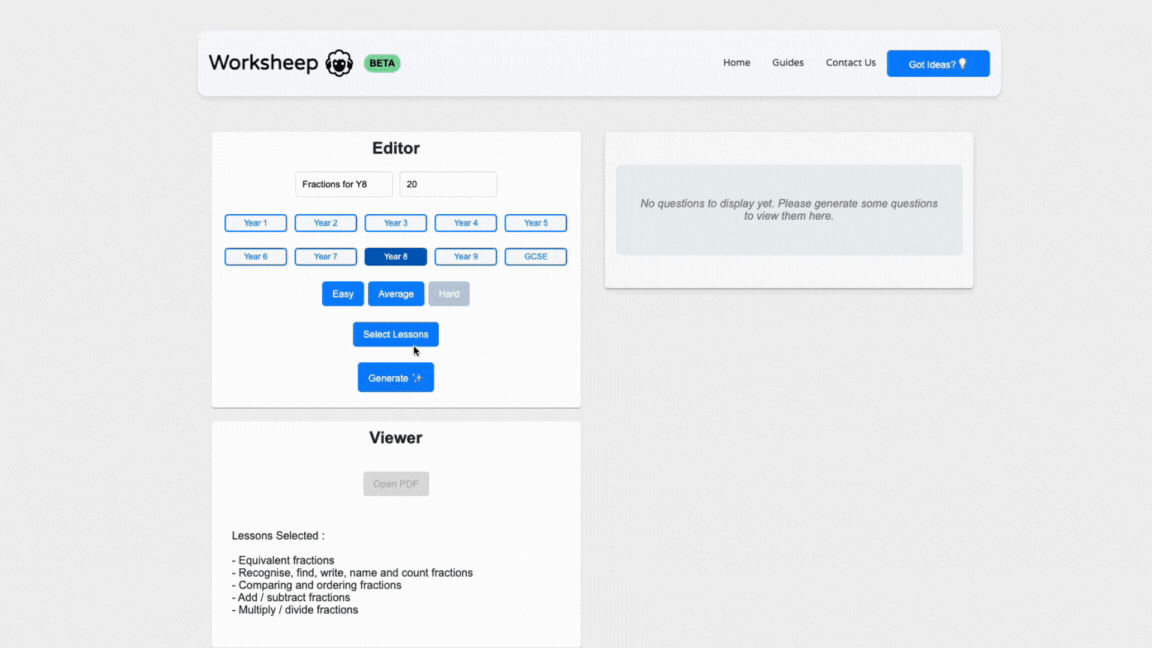 Worksheep BETA
Home Guides Contact Us Got Ideas?💡
Editor
Fractions for Y8 20
Year 1 Year 2 Year 3 Year 4 Year 5
Year 6 Year 7 Year 8 Year 9 GCSE
Easy Average Hard
Select Lessons
Generate ✨
Viewer
Open PDF
Lessons Selected :
- Equivalent fractions
- Recognise, find, write, name and count fractions
- Comparing and ordering fractions
- Add / subtract fractions
- Multiply / divide fractions
No questions to display yet. Please generate some questions
to view them here.